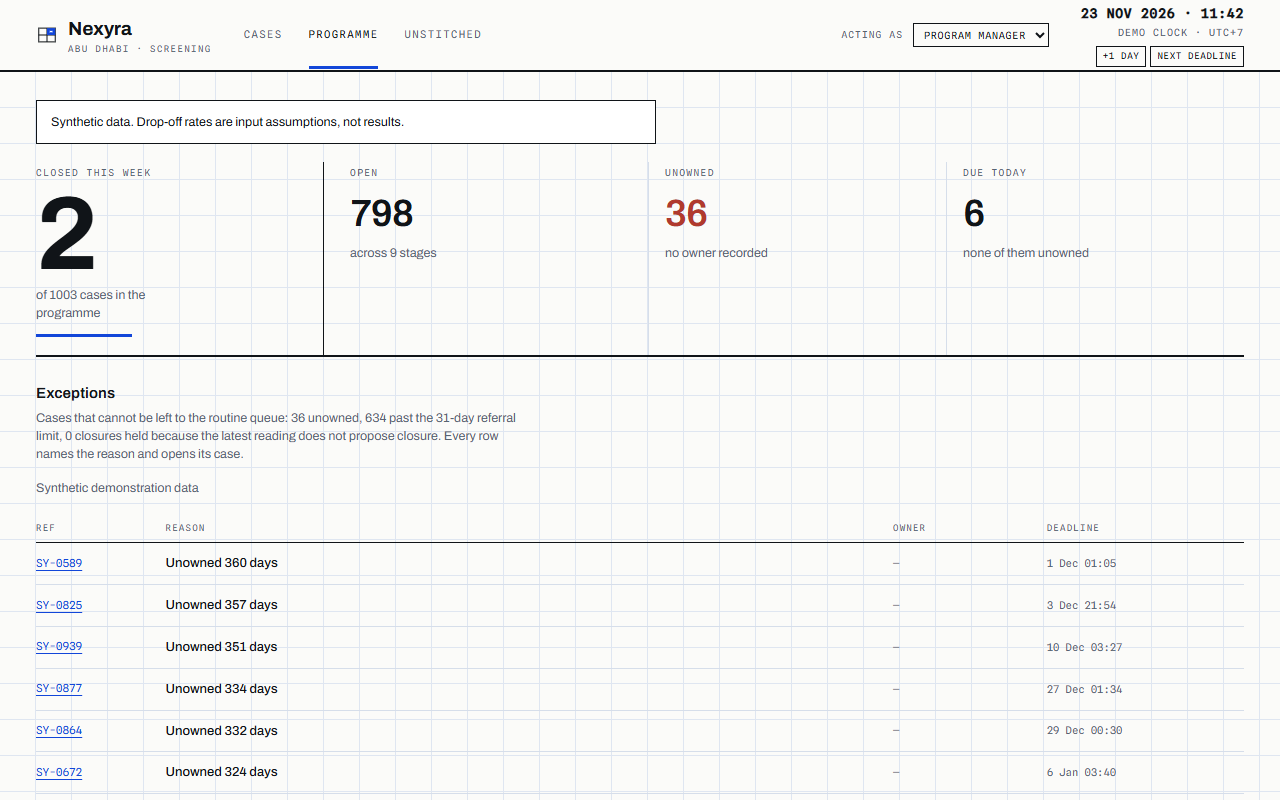 Nexyra
ABU DHABI · SCREENING
CASES
PROGRAMME
UNSTITCHED
ACTING AS
PROGRAM MANAGER
23 NOV 2026 · 11:42
DEMO CLOCK · UTC+7
+1 DAY
NEXT DEADLINE
Synthetic data. Drop-off rates are input assumptions, not results.
CLOSED THIS WEEK
2
of 1003 cases in the
programme
OPEN
798
across 9 stages
UNOWNED
36
no owner recorded
DUE TODAY
6
none of them unowned
Exceptions
Cases that cannot be left to the routine queue: 36 unowned, 634 past the 31-day referral
limit, 0 closures held because the latest reading does not propose closure. Every row
names the reason and opens its case.
Synthetic demonstration data
REF REASON OWNER DEADLINE
SY-0589 Unowned 360 days — 1 Dec 01:05
SY-0825 Unowned 357 days — 3 Dec 21:54
SY-0939 Unowned 351 days — 10 Dec 03:27
SY-0877 Unowned 334 days — 27 Dec 01:34
SY-0864 Unowned 332 days — 29 Dec 00:30
SY-0672 Unowned 324 days — 6 Jan 03:40